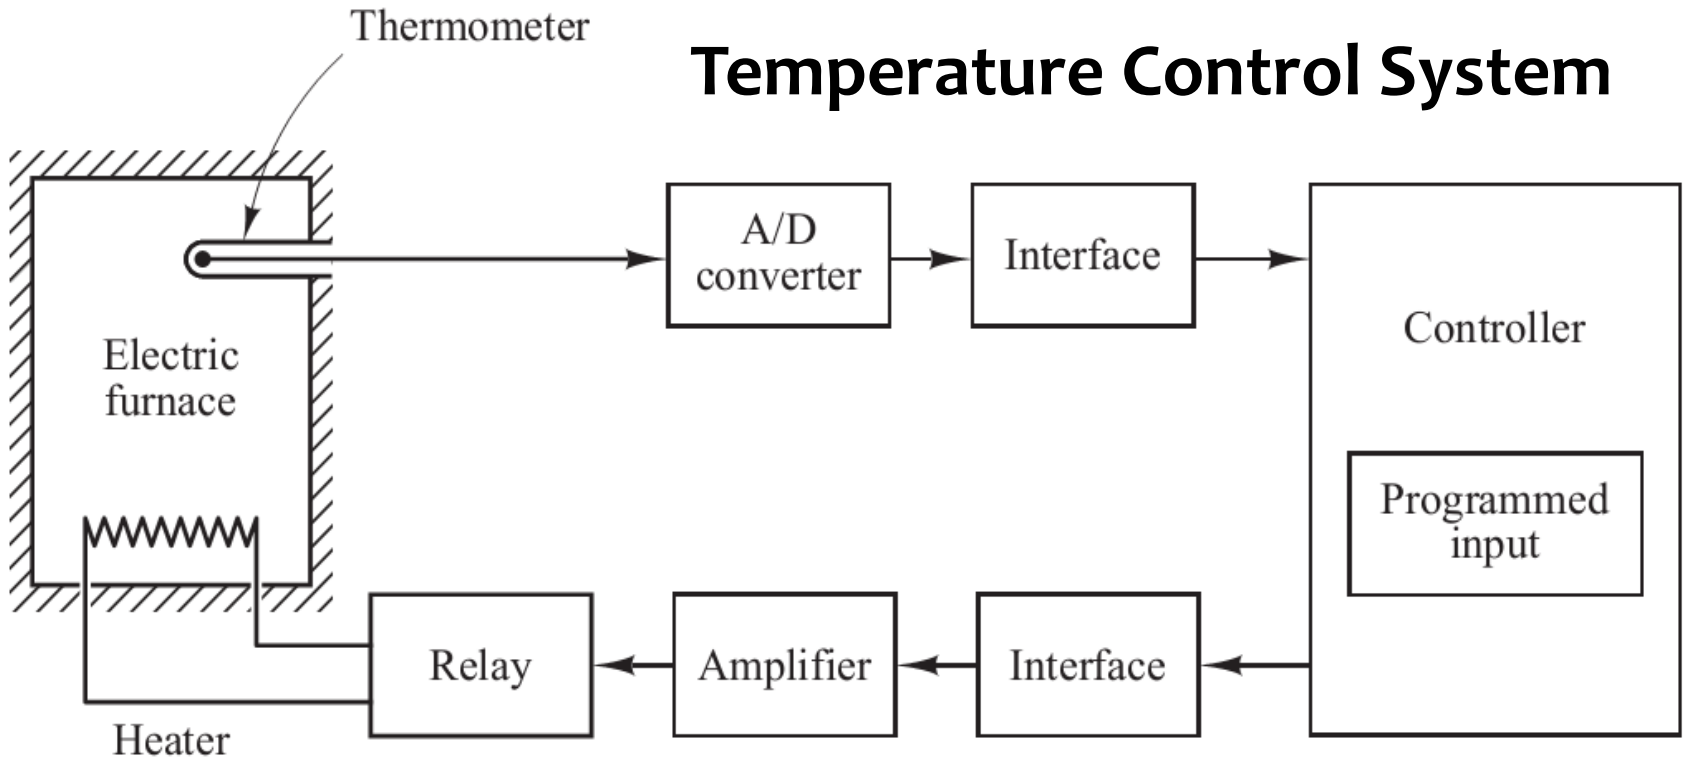 Thermometer
Temperature Control System
A/D
converter
Interface
Controller
Electric
furnace
Programmed
input
Relay
Amplifier
Interface
Heater